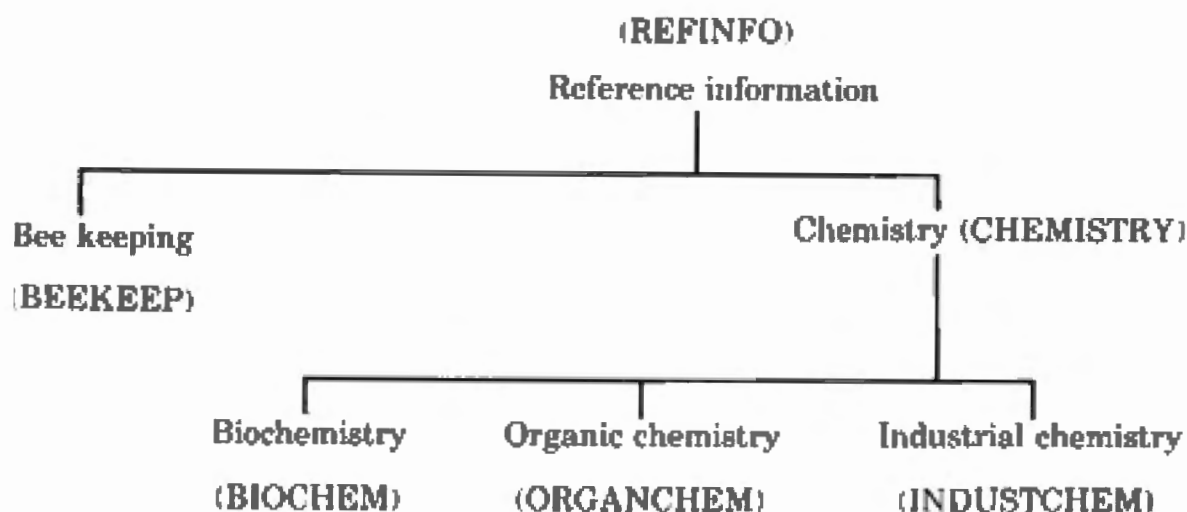 (REFINFO)
Reference information
Bee keeping
Chemistry (CHEMISTRY)
(BEEKEEP)
Biochemistry
Organic chemistry
Industrial chemistry
(BIOCHEM)
(ORGANCHEM)
(INDUSTCHEM)